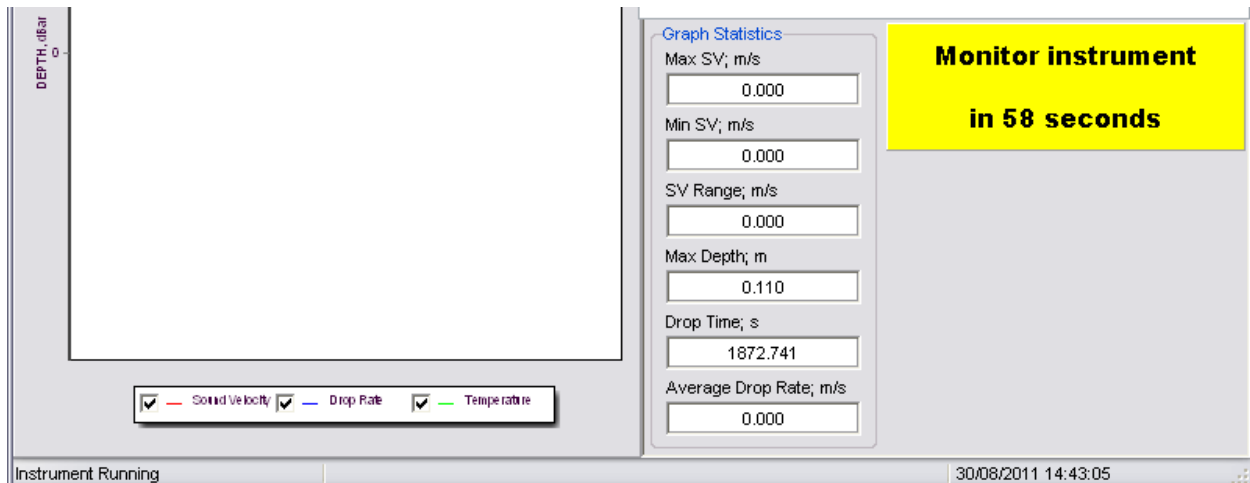 DEPTH, dBar
0
Graph Statistics
Max SV; m/s
0.000
Min SV; m/s
0.000
SV Range; m/s
0.000
Max Depth; m
0.110
Drop Time; s
1872.741
Average Drop Rate; m/s
0.000
Monitor instrument
in 58 seconds
Sound Velocity Drop Rate Temperature
Instrument Running 30/08/2011 14:43:05